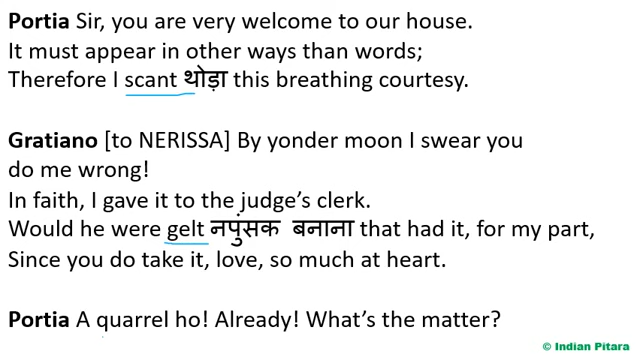 Portia Sir, you are very welcome to our house.
It must appear in other ways than words;
Therefore I scant थोड़ा this breathing courtesy.
Gratiano [to NERISSA] By yonder moon I swear you
do me wrong!
In faith, I gave it to the judge’s clerk.
Would he were gelt नपुंसक बनाना that had it, for my part,
Since you do take it, love, so much at heart.
Portia A quarrel ho! Already! What’s the matter?
© Indian Pitara